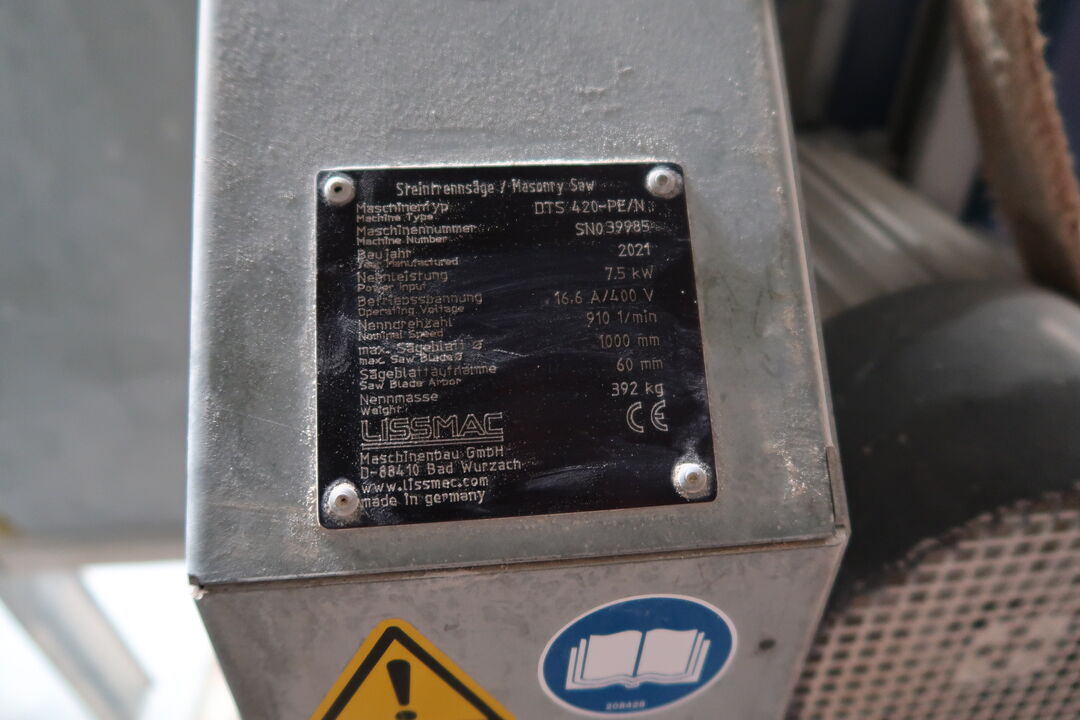 Steintrennsäge / Masonry Saw
Maschinentyp DTS 420-PE/N
Machine Type
Maschinennummer SN039985
Machine Number
Baujahr 2021
Year Manufactured
Nennleistung 7.5 kW
Power Input
Betriebsspannung 16.6 A/400 V
Operating Voltage
Nenndrehzahl 910 1/min
Nominal Speed
max. Sägeblatt ø 1000 mm
max. Saw Blade ø
Sägeblattaufnahme 60 mm
Saw Blade Arbor
Nennmasse 392 kg
Weight
CE
LISSMAC
Maschinenbau GmbH
D-88410 Bad Wurzach
www.lissmac.com
made in germany
208429